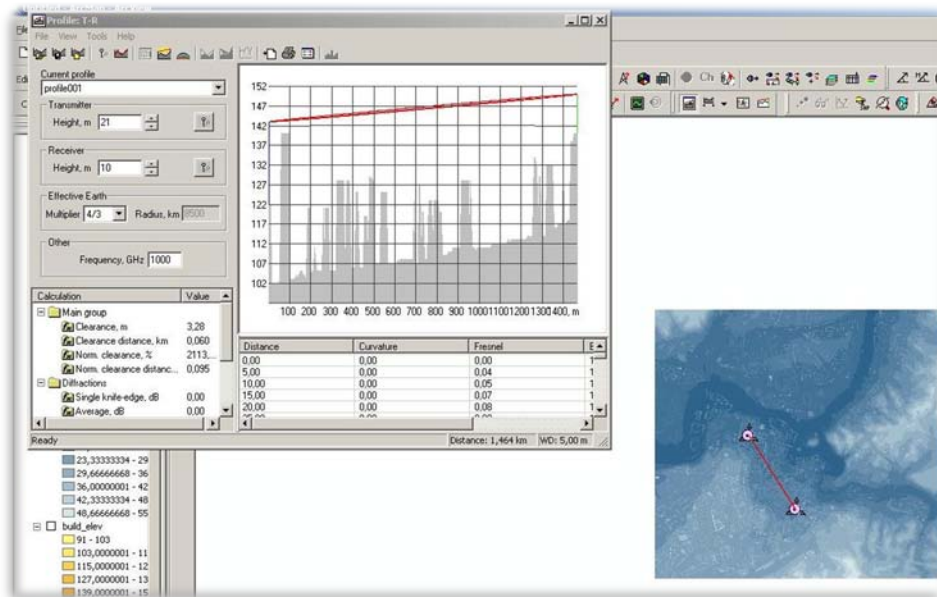 Profile: T-R
File View Tools Help
Current profile
profile001
Transmitter
Height, m 21
Receiver
Height, m 10
Effective Earth
Multiplier 4/3 Radius, km 8500
Other
Frequency, GHz 1000
Calculation Value
Main group
Clearance, m 3,28
Clearance distance, km 0,060
Norm. clearance, % 2113,...
Norm. clearance distanc... 0,095
Diffractions
Single knife-edge, dB 0,00
Average, dB 0,00
152
147
142
137
132
127
122
117
112
107
102
100 200 300 400 500 600 700 800 900 1000 1100 1200 1300 1400, m
Distance Curvature Fresnel E
0,00 0,00 0,00 1
5,00 0,00 0,04 1
10,00 0,00 0,05 1
15,00 0,00 0,07 1
20,00 0,00 0,08 1
Ready Distance: 1,464 km WD: 5,00 m
Ch
23,33333334 - 29
29,66666668 - 36
36,00000001 - 42
42,33333334 - 48
48,66666668 - 55
build_elev
91 - 103
103,0000001 - 11
115,0000001 - 12
127,0000001 - 13
139,0000001 - 15